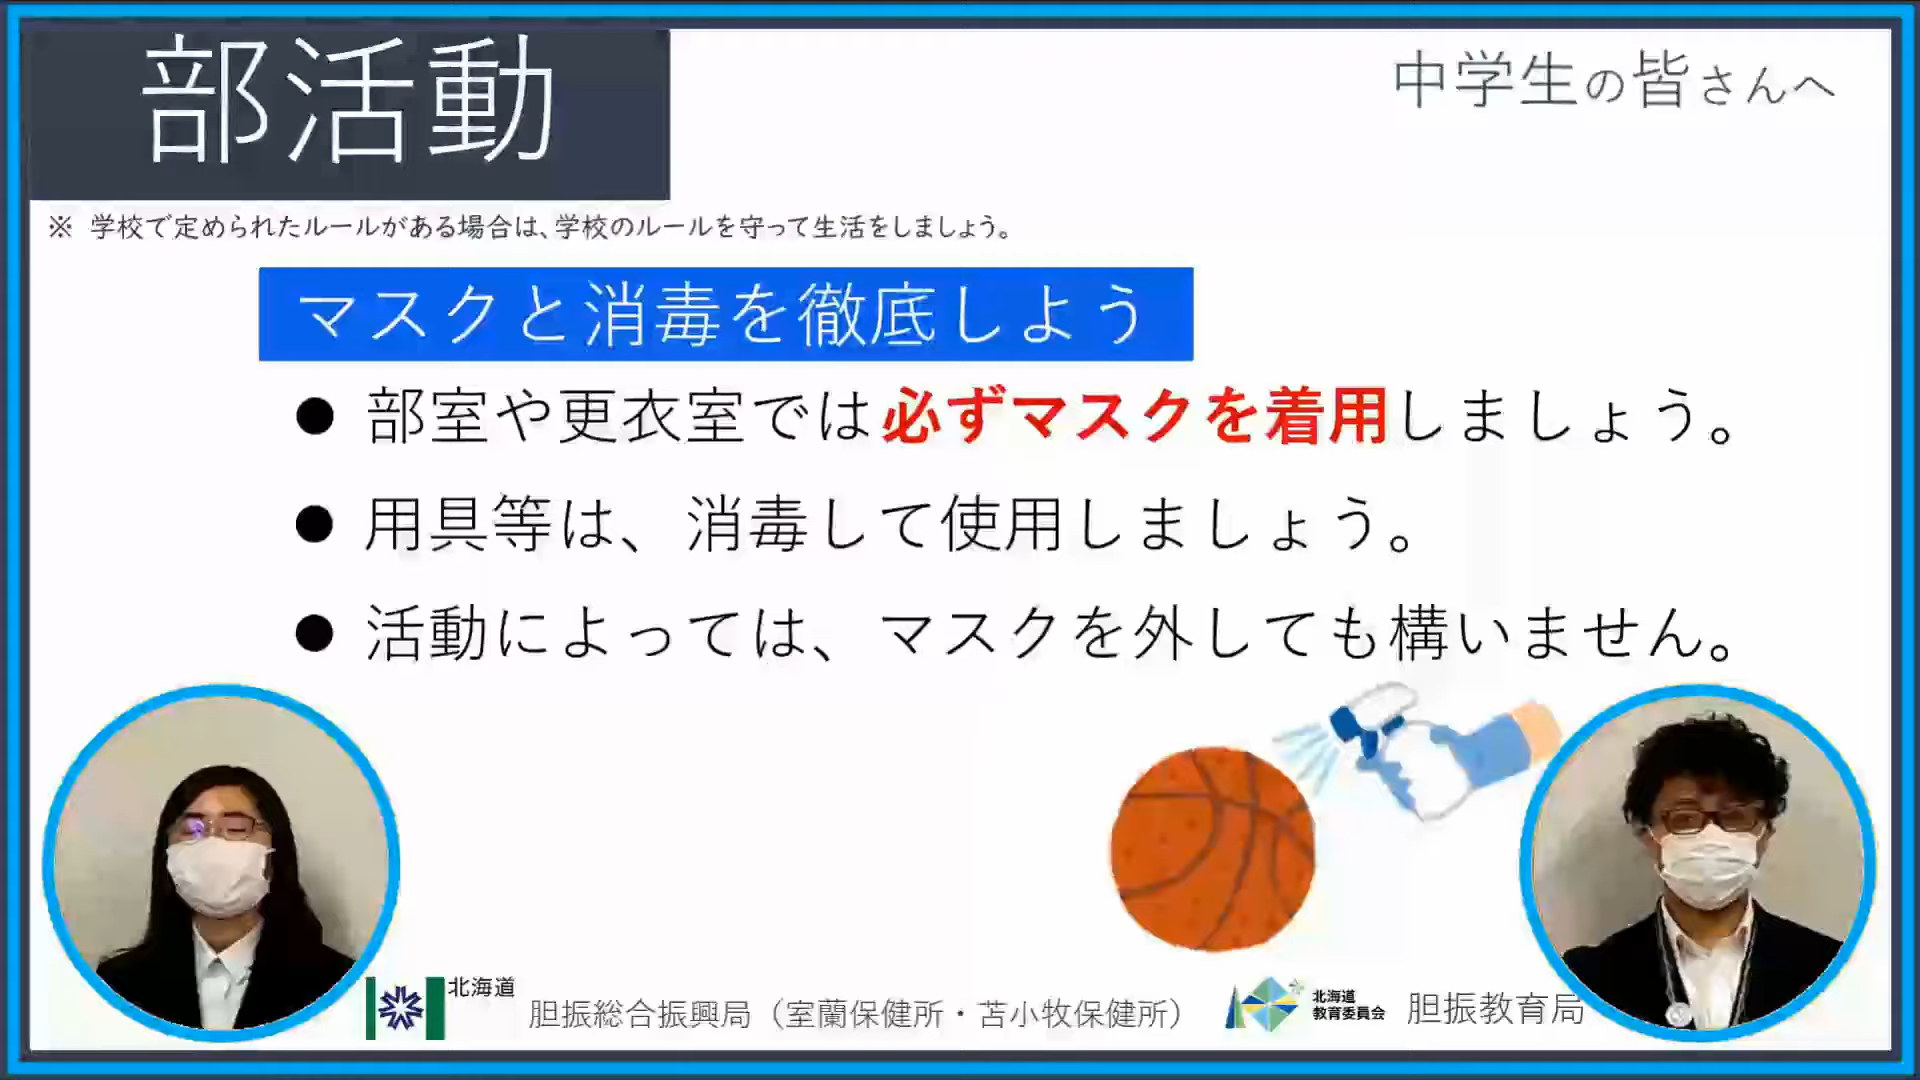 部活動
中学生の皆さんへ
※ 学校で定められたルールがある場合は、学校のルールを守って生活をしましょう。
マスクと消毒を徹底しよう
● 部室や更衣室では必ずマスクを着用しましょう。
● 用具等は、消毒して使用しましょう。
● 活動によっては、マスクを外しても構いません。
北海道
胆振総合振興局（室蘭保健所・苫小牧保健所）
北海道
教育委員会
胆振教育局